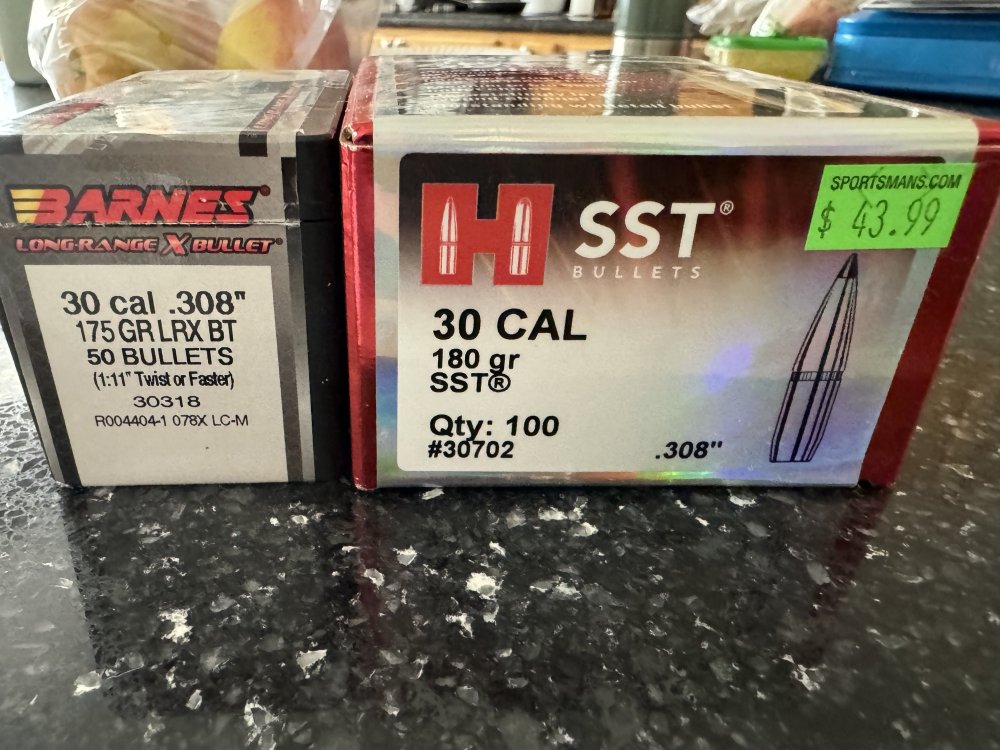 BARNES®
LONG-RANGE X BULLET®
30 cal .308"
175 GR LRX BT
50 BULLETS
(1:11" Twist or Faster)
30318
R004404-1 078X LC-M
H SST®
BULLETS
30 CAL
180 gr
SST®
Qty: 100
#30702
.308"
SPORTSMANS.COM
$ 43.99